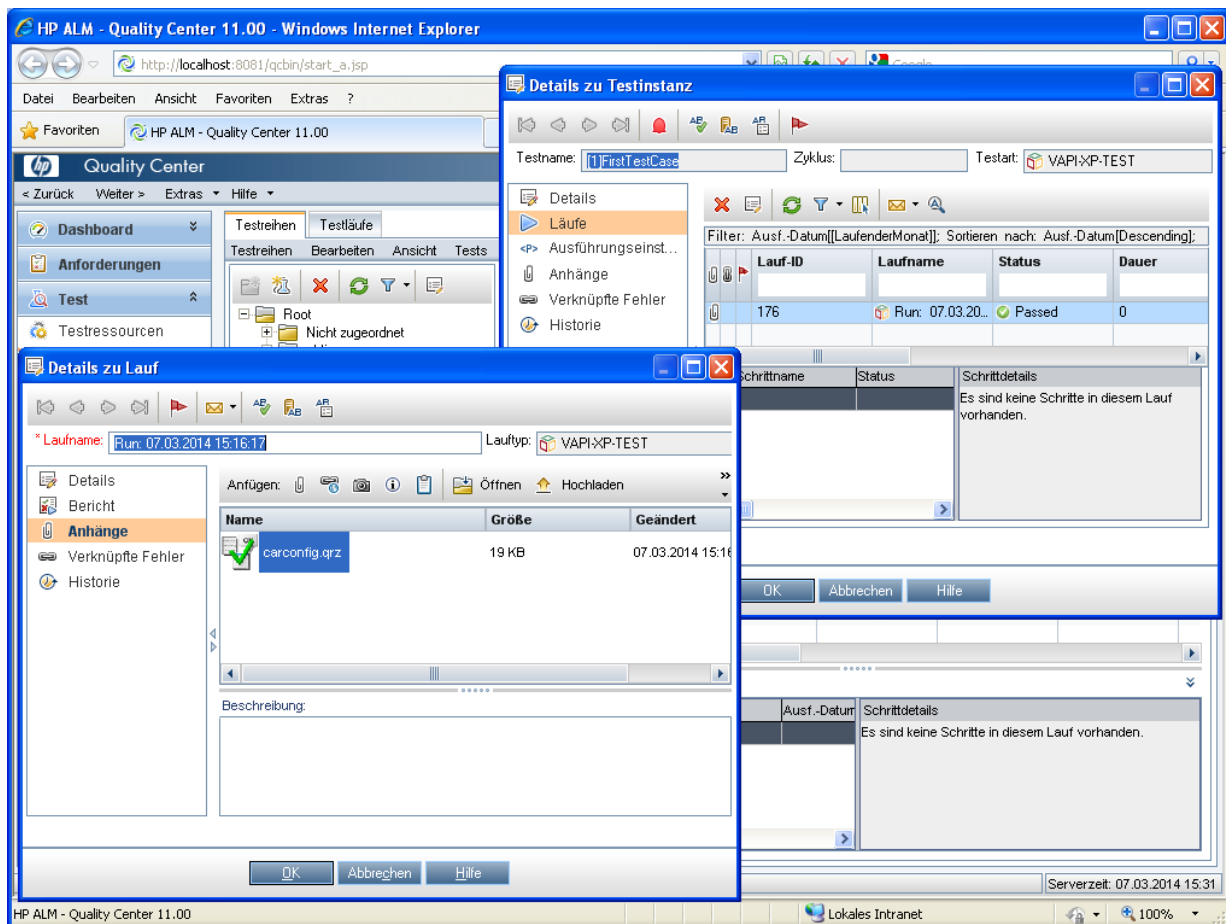 HP ALM - Quality Center 11.00 - Windows Internet Explorer
http://localhost:8081/qcbin/start_a.jsp
Datei Bearbeiten Ansicht Favoriten Extras ?
Favoriten HP ALM - Quality Center 11.00
hp Quality Center
< Zurück Weiter > Extras Hilfe
Dashboard
Anforderungen
Test
Testressourcen
Testreihen Testläufe
Testreihen Bearbeiten Ansicht Tests
Root
Nicht zugeordnet
Details zu Testinstanz
Testname: [1]FirstTestCase Zyklus: Testart: VAPI-XP-TEST
Details
Läufe
Ausführungseinst...
Anhänge
Verknüpfte Fehler
Historie
Filter: Ausf.-Datum[[LaufenderMonat]]; Sortieren nach: Ausf.-Datum[Descending];
Lauf-ID Laufname Status Dauer
176 Run: 07.03.20... Passed 0
Schrittname Status Schrittdetails
Es sind keine Schritte in diesem Lauf
vorhanden.
OK Abbrechen Hilfe
Details zu Lauf
* Laufname: Run: 07.03.2014 15:16:17 Lauftyp: VAPI-XP-TEST
Details
Bericht
Anhänge
Verknüpfte Fehler
Historie
Anfügen: Öffnen Hochladen
Name Größe Geändert
carconfig.qrz 19 KB 07.03.2014 15:16
Beschreibung:
OK Abbrechen Hilfe
Ausf.-Datum Schrittdetails
Es sind keine Schritte in diesem Lauf vorhanden.
Serverzeit: 07.03.2014 15:31
HP ALM - Quality Center 11.00 Lokales Intranet 100%